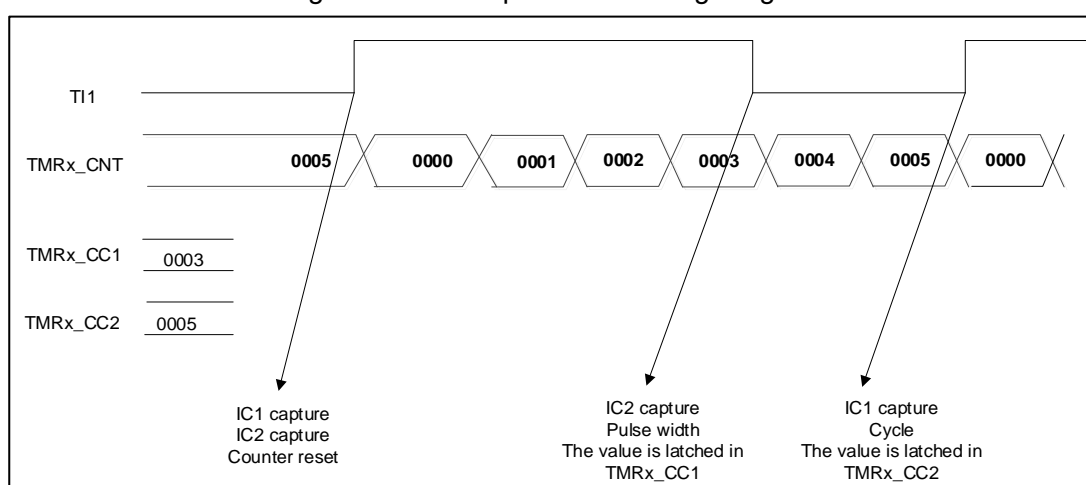 TI1
TMRx_CNT
0005 0000 0001 0002 0003 0004 0005 0000
TMRx_CC1
0003
TMRx_CC2
0005
IC1 capture
IC2 capture
Counter reset
IC2 capture
Pulse width
The value is latched in
TMRx_CC1
IC1 capture
Cycle
The value is latched in
TMRx_CC2